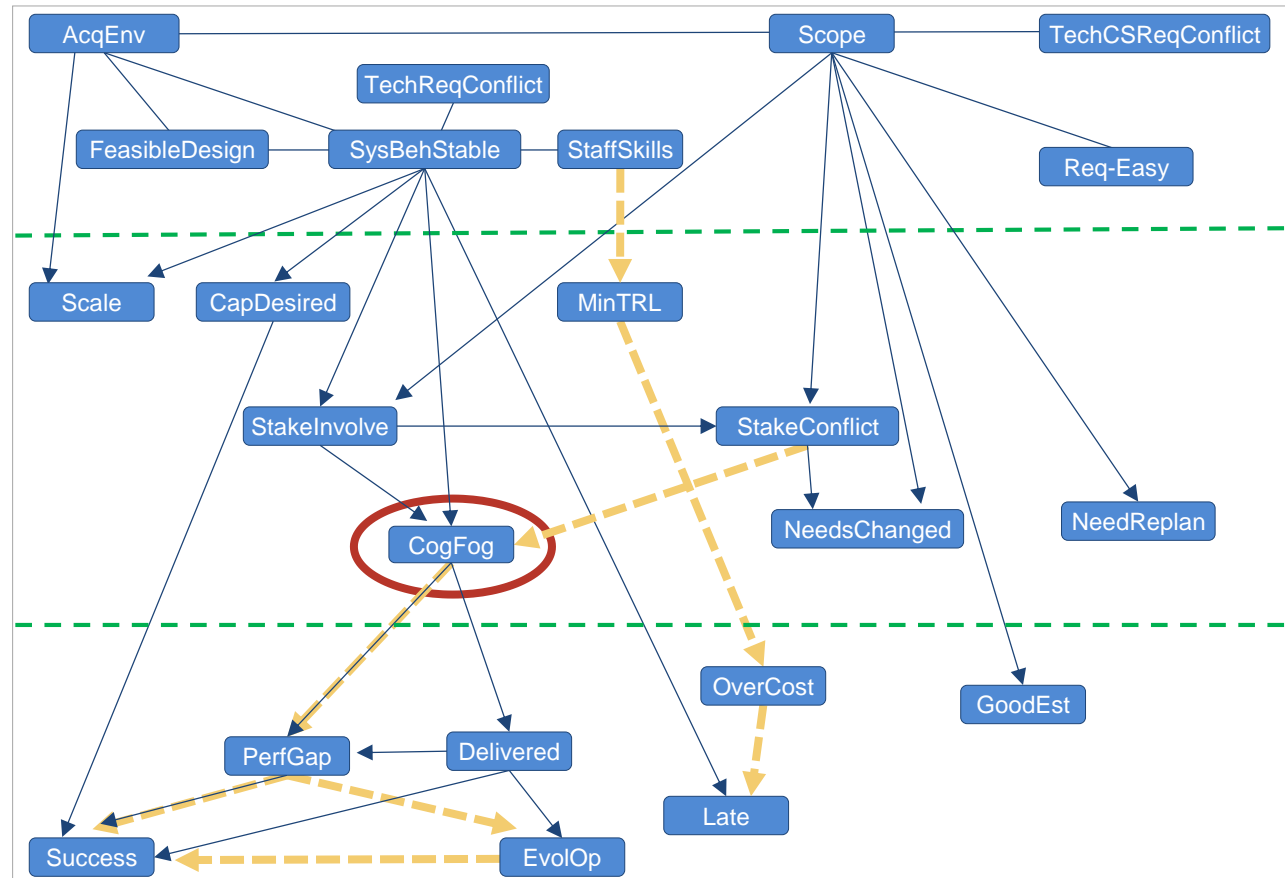 AcqEnv
Scope
TechCSReqConflict
TechReqConflict
FeasibleDesign
SysBehStable
StaffSkills
Req-Easy
Scale
CapDesired
MinTRL
StakeInvolve
StakeConflict
NeedsChanged
NeedReplan
CogFog
OverCost
GoodEst
PerfGap
Delivered
Late
Success
EvolOp